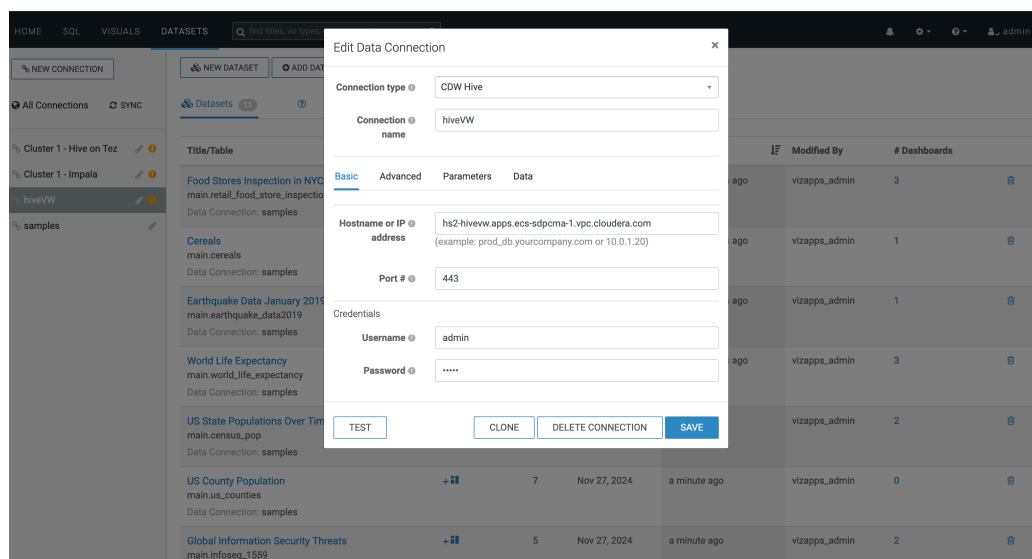 HOME SQL VISUALS DATASETS find titles, viz types, admin
NEW CONNECTION
All Connections SYNC
Cluster 1 - Hive on Tez
Cluster 1 - Impala
hiveVW
samples
NEW DATASET ADD DAT
Datasets 11
Title/Table Modified By # Dashboards
Food Stores Inspection in NYC ago vizapps_admin 3
main.retail_food_store_inspectio
Data Connection: samples
Cereals ago vizapps_admin 1
main.cereals
Data Connection: samples
Earthquake Data January 2019 ago vizapps_admin 1
main.earthquake_data2019
Data Connection: samples
World Life Expectancy ago vizapps_admin 3
main.world_life_expectancy
Data Connection: samples
US State Populations Over Tim vizapps_admin 2
main.census_pop
Data Connection: samples
US County Population 7 Nov 27, 2024 a minute ago vizapps_admin 0
main.us_counties
Data Connection: samples
Global Information Security Threats 5 Nov 27, 2024 a minute ago vizapps_admin 2
main.infoseq_1559
Edit Data Connection ×
Connection type CDW Hive
Connection name hiveVW
Basic Advanced Parameters Data
Hostname or IP address hs2-hivevw.apps.ecs-sdpcma-1.vpc.cloudera.com
(example: prod_db.yourcompany.com or 10.0.1.20)
Port # 443
Credentials
Username admin
Password •••••
TEST CLONE DELETE CONNECTION SAVE